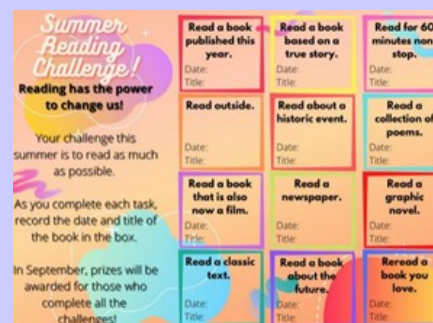 Summer
Reading
Challenge!
Reading has the power
to change us!
Your challenge this
summer is to read as much
as possible.
As you complete each task,
record the date and title of
the book in the box.
In September, prizes will be
awarded for those who
complete all the
challenges!
Read a book
published this
year.
Date:
Title:
Read a book
based on a
true story.
Date:
Title:
Read for 60
minutes non
stop.
Date:
Title:
Read outside.
Date:
Title:
Read about a
historic event.
Date:
Title:
Read a
collection of
poems.
Date:
Title:
Read a book
that is also
now a film.
Date:
Title:
Read a
newspaper.
Date:
Title:
Read a
graphic
novel.
Date:
Title:
Read a classic
text.
Date:
Title:
Read a book
about the
future.
Date:
Title:
Reread a
book you
love.
Date:
Title: